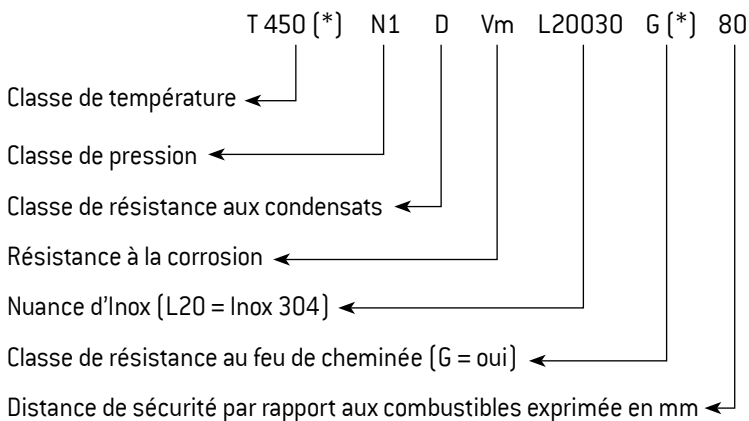 T 450 (*) N1 D Vm L20030 G (*) 80
Classe de température
Classe de pression
Classe de résistance aux condensats
Résistance à la corrosion
Nuance d'Inox (L20 = Inox 304)
Classe de résistance au feu de cheminée (G = oui)
Distance de sécurité par rapport aux combustibles exprimée en mm